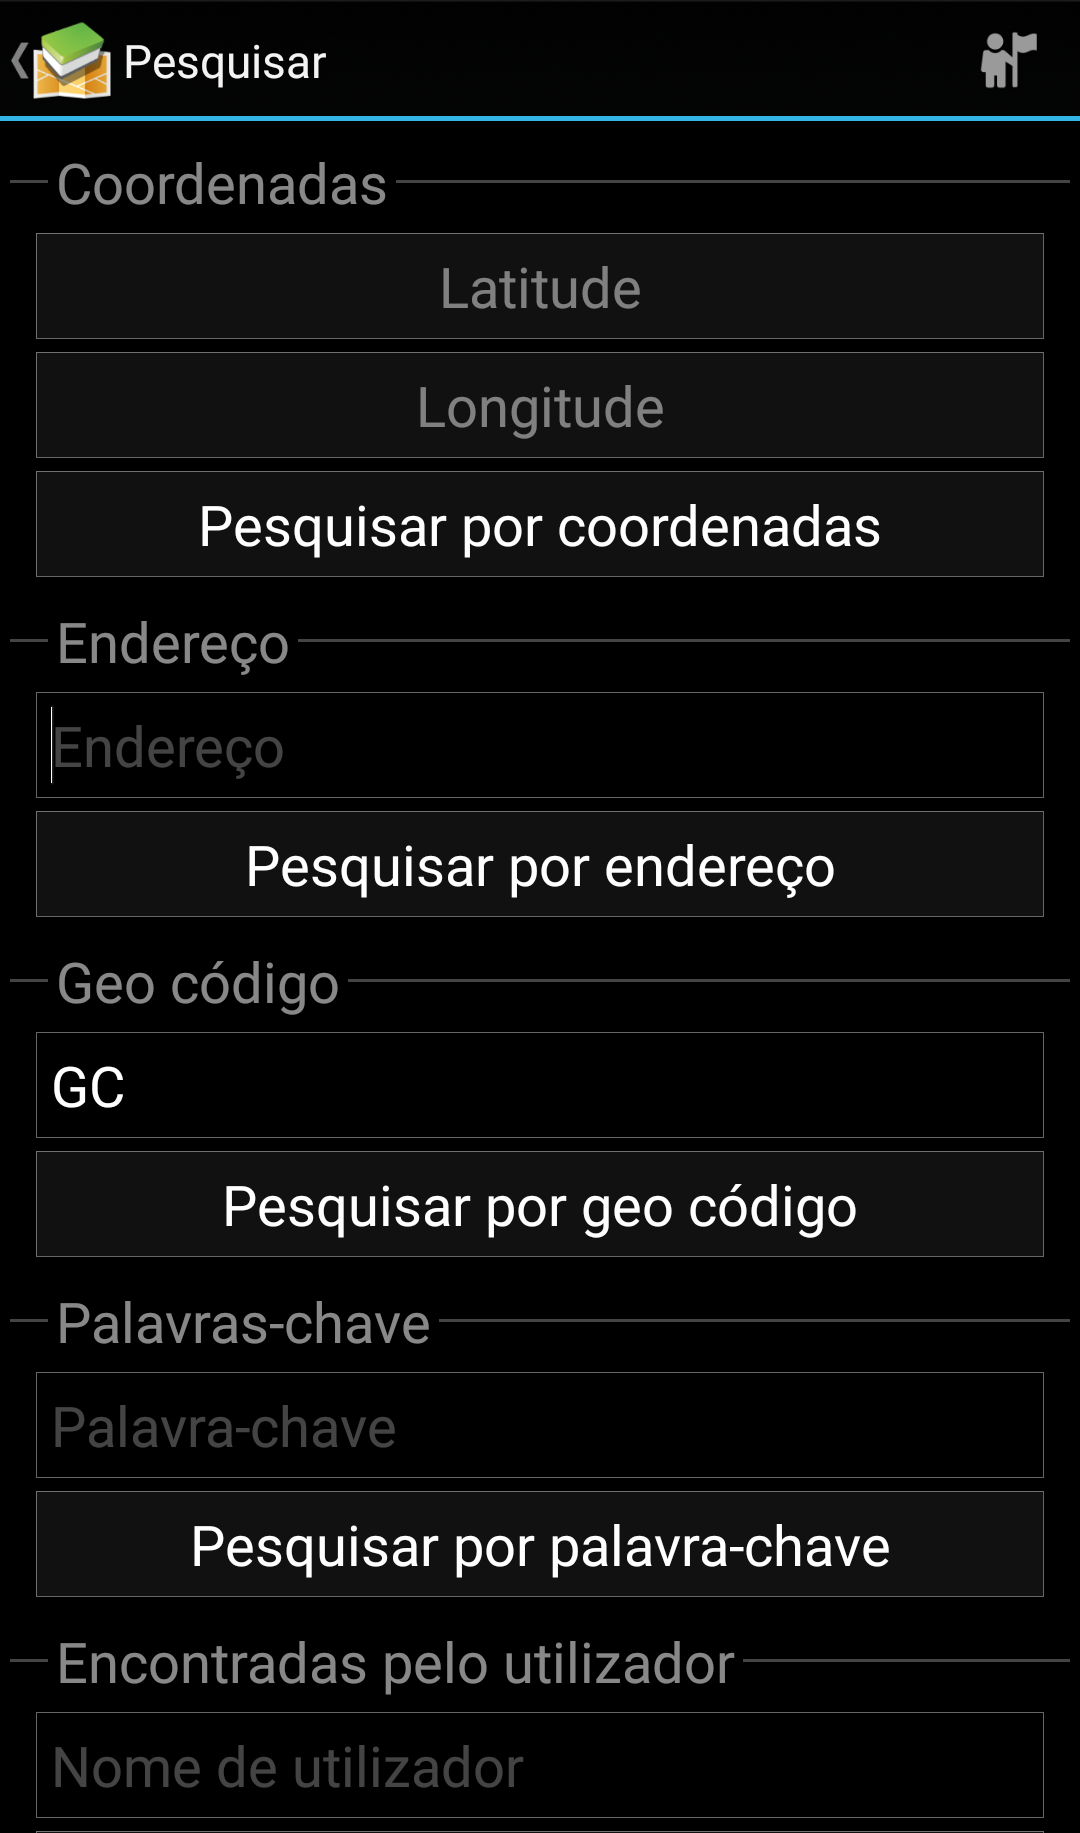 Pesquisar
Coordenadas
Latitude
Longitude
Pesquisar por coordenadas
Endereço
Endereço
Pesquisar por endereço
Geo código
GC
Pesquisar por geo código
Palavras-chave
Palavra-chave
Pesquisar por palavra-chave
Encontradas pelo utilizador
Nome de utilizador